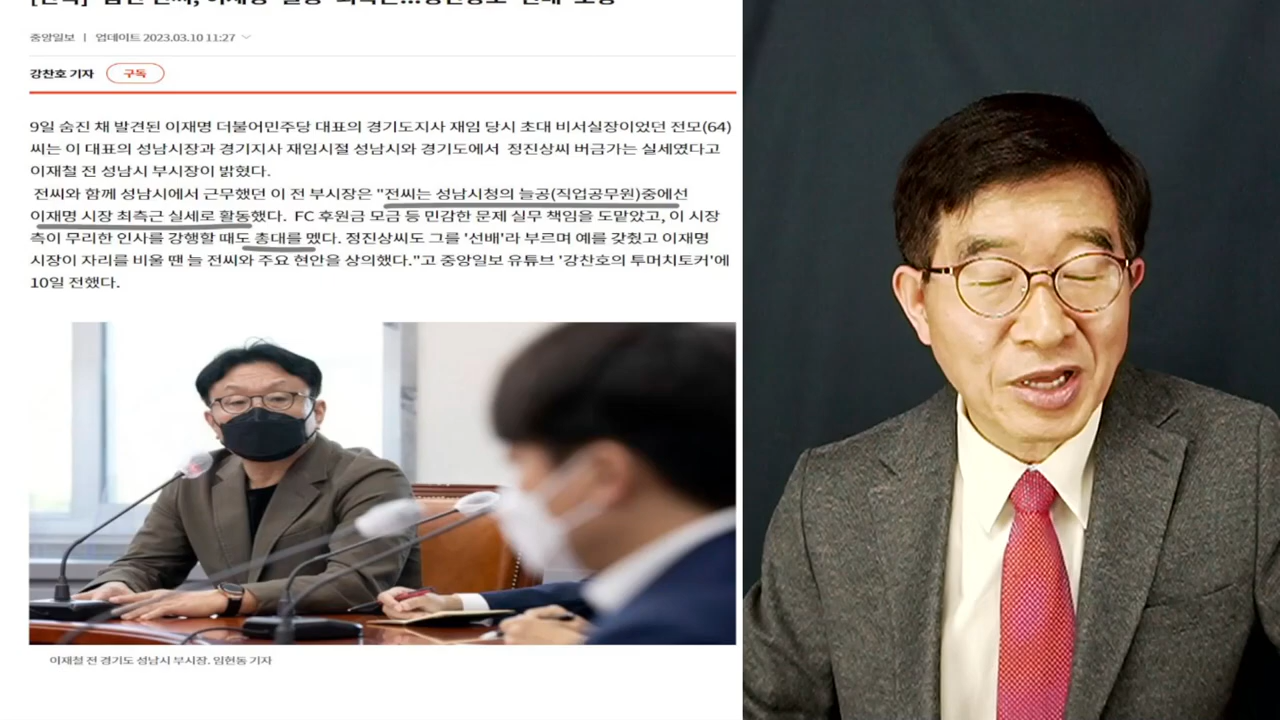 중앙일보 | 업데이트 2023.03.10 11:27
강찬호 기자 구독
9일 숨진 채 발견된 이재명 더불어민주당 대표의 경기도지사 재임 당시 초대 비서실장이었던 전모(64)
씨는 이 대표의 성남시장과 경기지사 재임시절 성남시와 경기도에서 정진상씨 버금가는 실세였다고
이재철 전 성남시 부시장이 밝혔다.
전씨와 함께 성남시에서 근무했던 이 전 부시장은 "전씨는 성남시청의 늘공(직업공무원)중에선
이재명 시장 최측근 실세로 활동했다. FC 후원금 모금 등 민감한 문제 실무 책임을 도맡았고, 이 시장
측이 무리한 인사를 강행할 때도 총대를 멨다. 정진상씨도 그를 '선배'라 부르며 예를 갖췄고 이재명
시장이 자리를 비울 땐 늘 전씨와 주요 현안을 상의했다."고 중앙일보 유튜브 '강찬호의 투머치토커'에
10일 전했다.
이재철 전 경기도 성남시 부시장. 임현동 기자